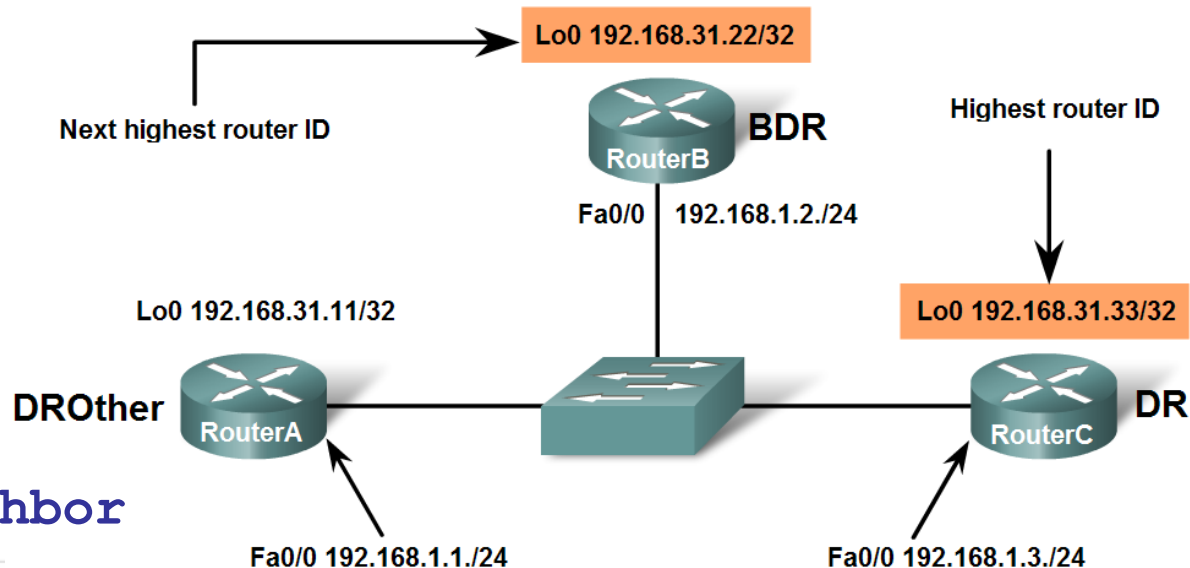 Lo0 192.168.31.22/32
Next highest router ID
BDR
Highest router ID
RouterB
Fa0/0 192.168.1.2./24
Lo0 192.168.31.11/32
Lo0 192.168.31.33/32
DROther
RouterA
RouterC
DR
hbor
Fa0/0 192.168.1.1./24
Fa0/0 192.168.1.3./24